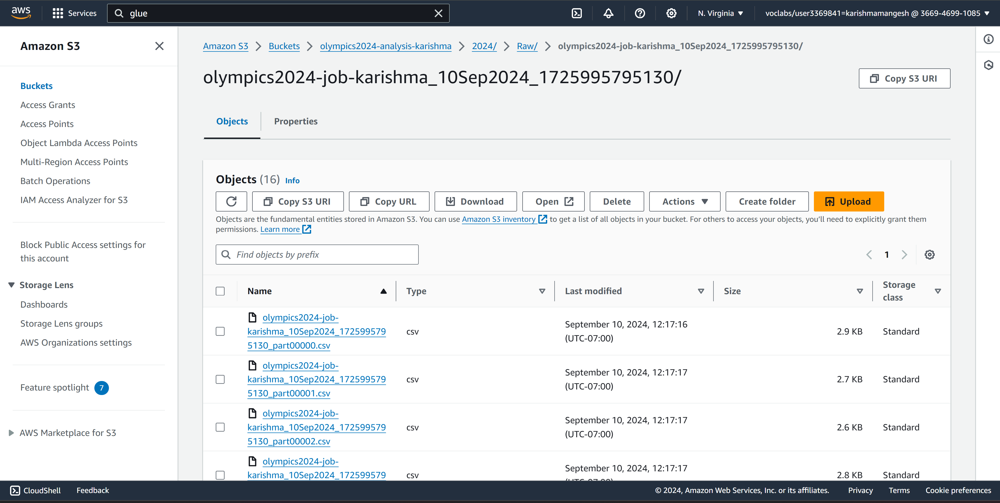 aws
Services
glue
N. Virginia
voclabs/user3369841=karishmamangesh @ 3669-4699-1085
Amazon S3
Buckets
Access Grants
Access Points
Object Lambda Access Points
Multi-Region Access Points
Batch Operations
IAM Access Analyzer for S3
Block Public Access settings for
this account
Storage Lens
Dashboards
Storage Lens groups
AWS Organizations settings
Feature spotlight 7
AWS Marketplace for S3
Amazon S3 > Buckets > olympics2024-analysis-karishma > 2024/ > Raw/ > olympics2024-job-karishma_10Sep2024_1725995795130/
olympics2024-job-karishma_10Sep2024_1725995795130/
Copy S3 URI
Objects
Properties
Objects (16) Info
Copy S3 URI
Copy URL
Download
Open
Delete
Actions
Create folder
Upload
Objects are the fundamental entities stored in Amazon S3. You can use Amazon S3 inventory to get a list of all objects in your bucket. For others to access your objects, you’ll need to explicitly grant them
permissions. Learn more
Find objects by prefix
1
Name
Type
Last modified
Size
Storage
class
olympics2024-job-
karishma_10Sep2024_172599579
5130_part00000.csv
csv
September 10, 2024, 12:17:16
(UTC-07:00)
2.9 KB
Standard
olympics2024-job-
karishma_10Sep2024_172599579
5130_part00001.csv
csv
September 10, 2024, 12:17:17
(UTC-07:00)
2.7 KB
Standard
olympics2024-job-
karishma_10Sep2024_172599579
5130_part00002.csv
csv
September 10, 2024, 12:17:17
(UTC-07:00)
2.6 KB
Standard
olympics2024-job-
karishma_10Sep2024_172599579
csv
September 10, 2024, 12:17:17
(UTC-07:00)
2.8 KB
Standard
CloudShell
Feedback
© 2024, Amazon Web Services, Inc. or its affiliates.
Privacy
Terms
Cookie preferences